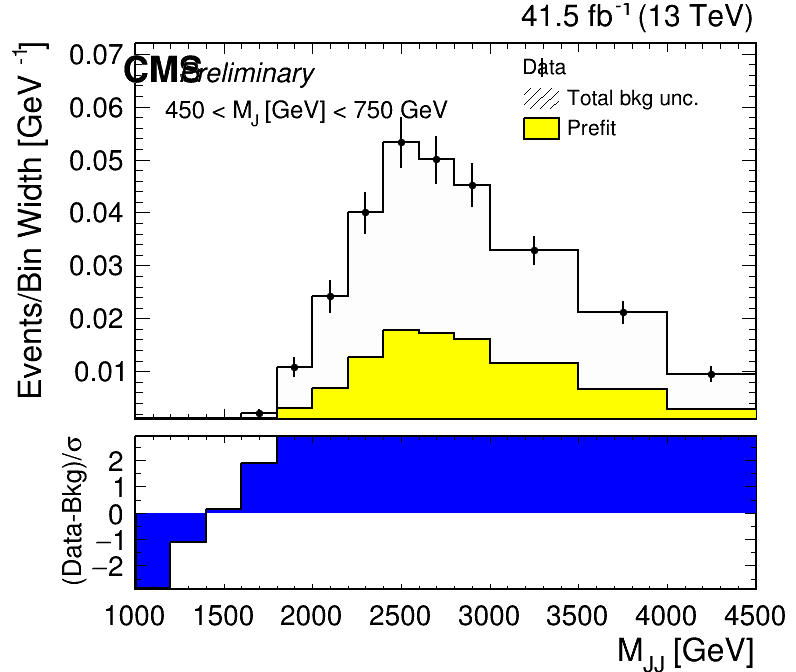 41.5 fb⁻¹ (13 TeV)
CMS Preliminary
450 < M_J [GeV] < 750 GeV
Data
Total bkg unc.
Prefit
Events/Bin Width [GeV⁻¹]
0.07
0.06
0.05
0.04
0.03
0.02
0.01
(Data-Bkg)/σ
2
1
0
−1
−2
1000 1500 2000 2500 3000 3500 4000 4500
M_JJ [GeV]